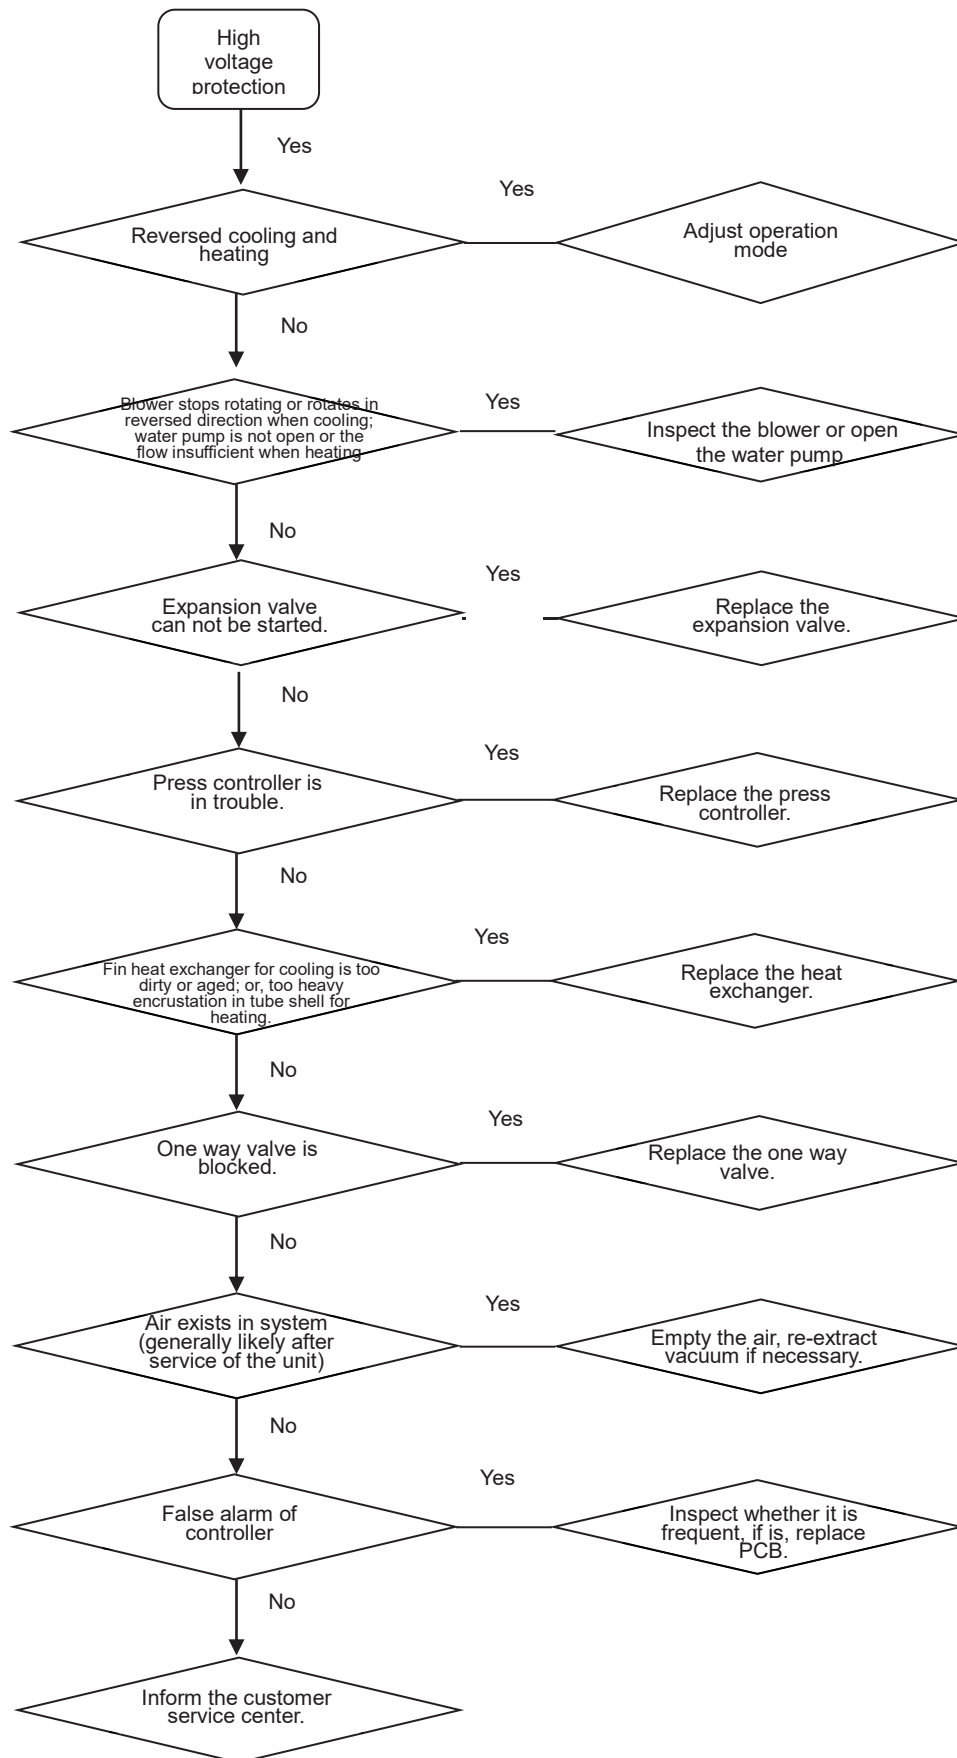 High
voltage
protection
Yes
Yes
Reversed cooling and
heating
Adjust operation
mode
No
Blower stops rotating or rotates in
reversed direction when cooling;
water pump is not open or the
flow insufficient when heating
Yes
Inspect the blower or open
the water pump
No
Yes
Expansion valve
can not be started.
Replace the
expansion valve.
No
Yes
Press controller is
in trouble.
Replace the press
controller.
No
Yes
Fin heat exchanger for cooling is too
dirty or aged; or, too heavy
encrustation in tube shell for
heating.
Replace the heat
exchanger.
No
Yes
One way valve is
blocked.
Replace the one way
valve.
No
Yes
Air exists in system
(generally likely after
service of the unit)
Empty the air, re-extract
vacuum if necessary.
No
Yes
False alarm of
controller
Inspect whether it is
frequent, if is, replace
PCB.
No
Inform the customer
service center.